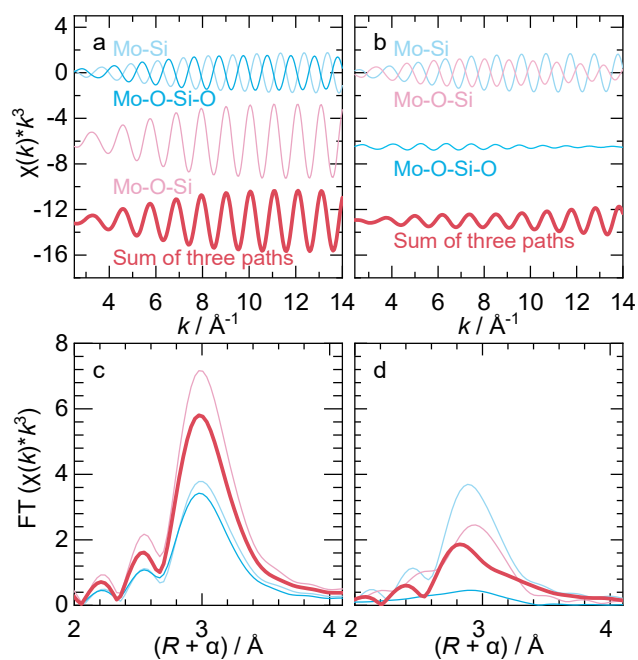 a
b
Mo-Si
Mo-O-Si-O
Mo-O-Si
Sum of three paths
Mo-Si
Mo-O-Si
Mo-O-Si-O
Sum of three paths
χ(k)*k³
4
0
-4
-8
-12
-16
4 6 8 10 12 14
4 6 8 10 12 14
k / Å⁻¹
k / Å⁻¹
c
d
FT (χ(k)*k³)
8
6
4
2
0
2 3 4
2 3 4
(R + α) / Å
(R + α) / Å